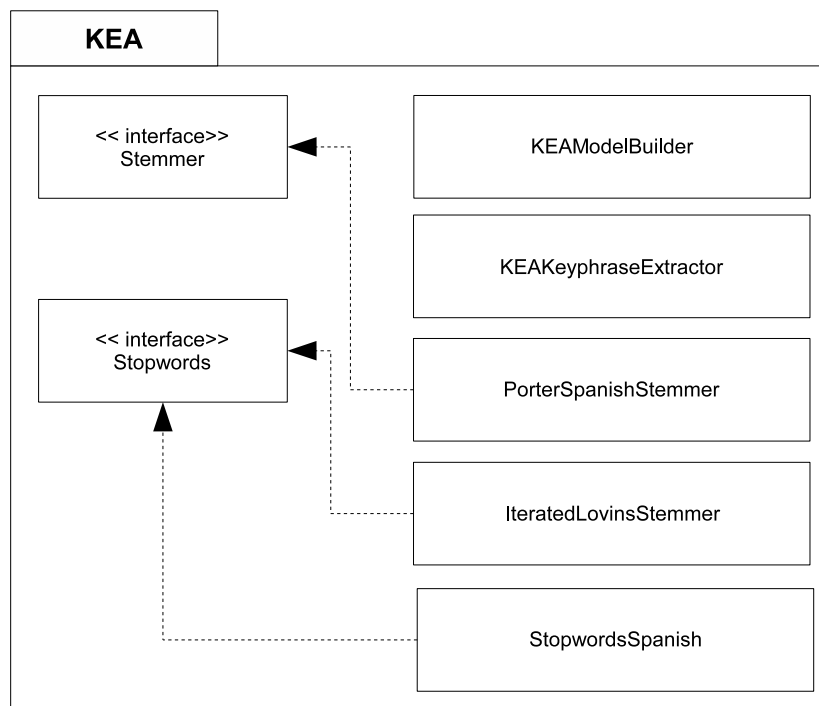 KEA
<< interface>>
Stemmer
KEAModelBuilder
KEAKeyphraseExtractor
<< interface>>
Stopwords
PorterSpanishStemmer
IteratedLovinsStemmer
StopwordsSpanish